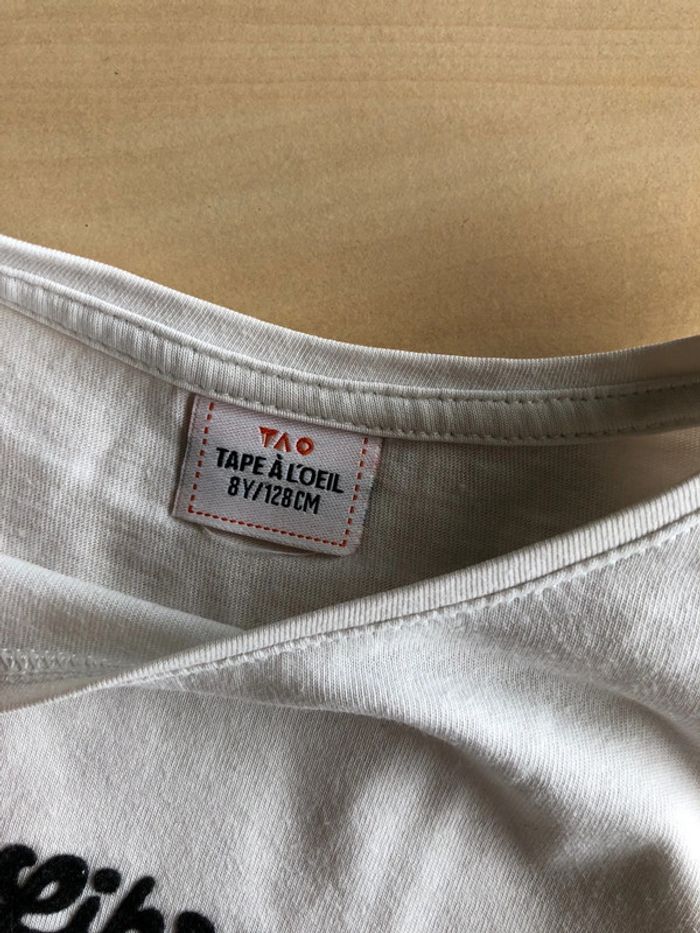 TAO
TAPE À L'OEIL
8Y/128CM